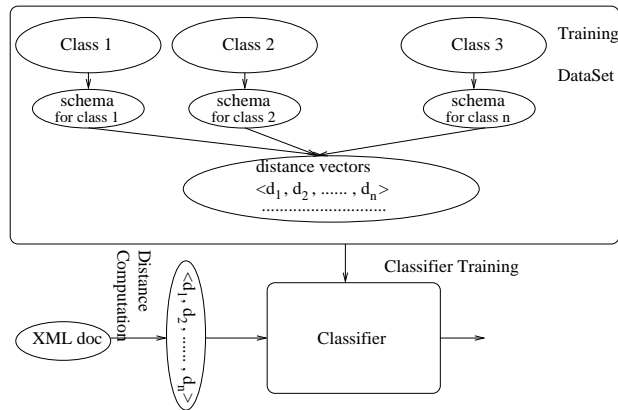 Class 1
Class 2
Class 3
Training
DataSet
schema
for class 1
schema
for class 2
schema
for class n
distance vectors
<d1, d2, ...... , dn>
............................
Classifier Training
Distance
Computation
XML doc
<d1, d2, ...... , dn>
Classifier